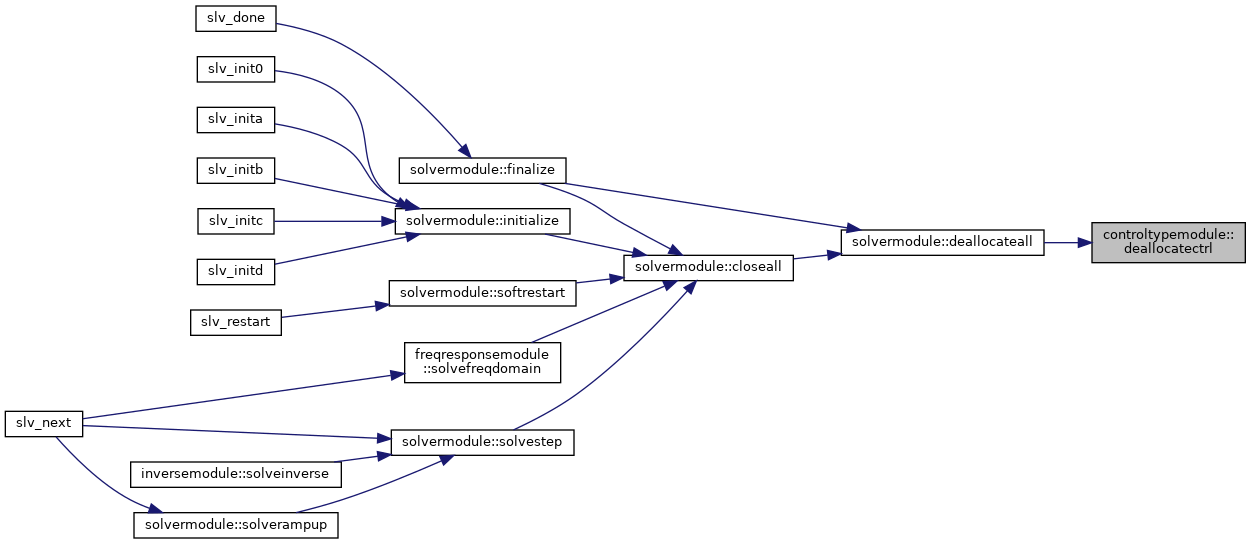 slv_done
slv_init0
slv_inita
slv_initb
slv_initc
slv_initd
slv_restart
slv_next
solvermodule::finalize
solvermodule::initialize
solvermodule::softrestart
freqresponsemodule
::solvefreqdomain
solvermodule::solvestep
inversemodule::solveinverse
solvermodule::solverampup
solvermodule::closeall
solvermodule::deallocateall
controltypemodule::
deallocatectrl